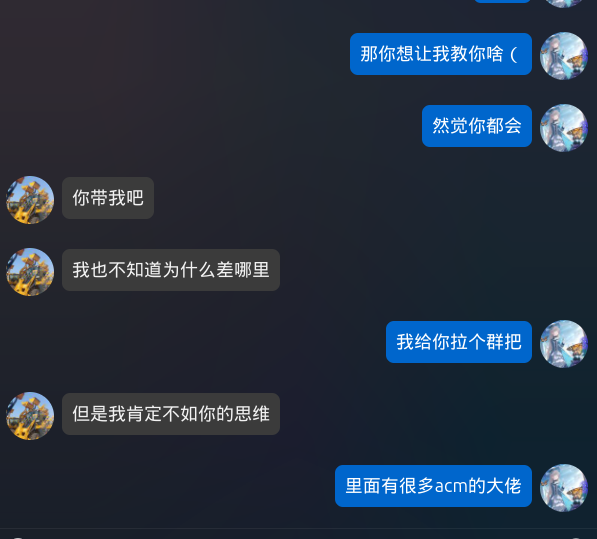 那你想让我教你啥（
然觉你都会
你带我吧
我也不知道为什么差哪里
我给你拉个群把
但是我肯定不如你的思维
里面有很多acm的大佬